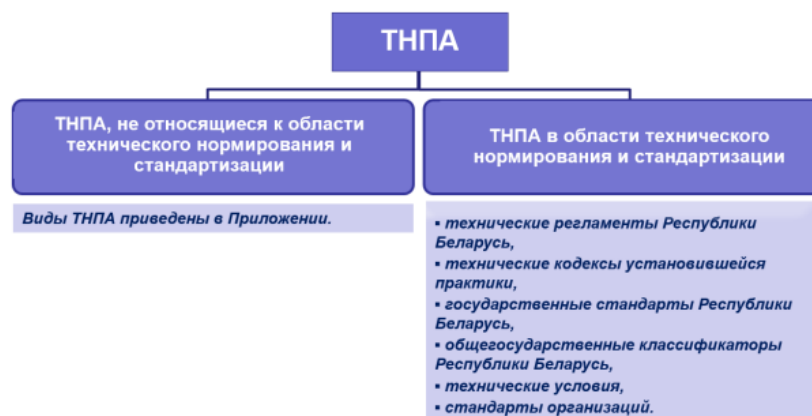 ТНПА
ТНПА, не относящиеся к области
технического нормирования и
стандартизации
ТНПА в области технического
нормирования и стандартизации
Виды ТНПА приведены в Приложении.
▪ технические регламенты Республики
Беларусь,
▪ технические кодексы установившейся
практики,
▪ государственные стандарты Республики
Беларусь,
▪ общегосударственные классификаторы
Республики Беларусь,
▪ технические условия,
▪ стандарты организаций.